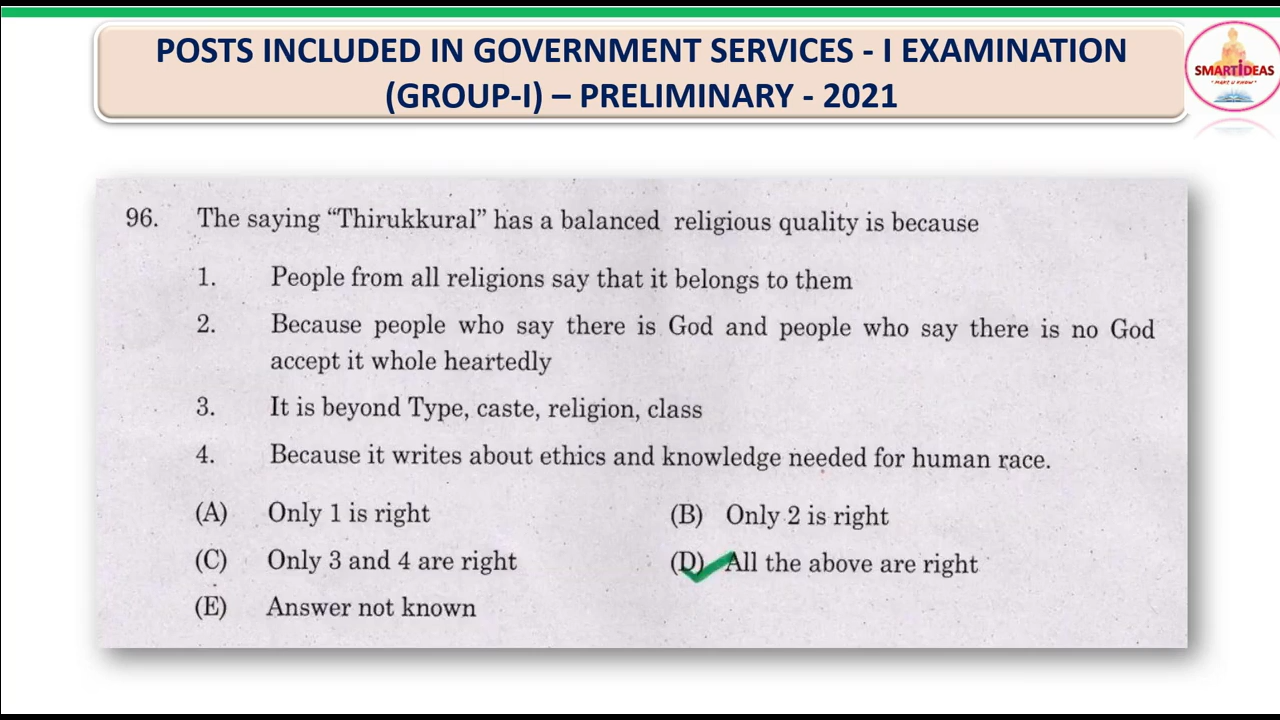 POSTS INCLUDED IN GOVERNMENT SERVICES - I EXAMINATION
(GROUP-I) – PRELIMINARY - 2021
SMARTiDEAS
"MAKE U KNOW"
96. The saying “Thirukkural” has a balanced religious quality is because
1. People from all religions say that it belongs to them
2. Because people who say there is God and people who say there is no God
accept it whole heartedly
3. It is beyond Type, caste, religion, class
4. Because it writes about ethics and knowledge needed for human race.
(A) Only 1 is right (B) Only 2 is right
(C) Only 3 and 4 are right (D) All the above are right
(E) Answer not known